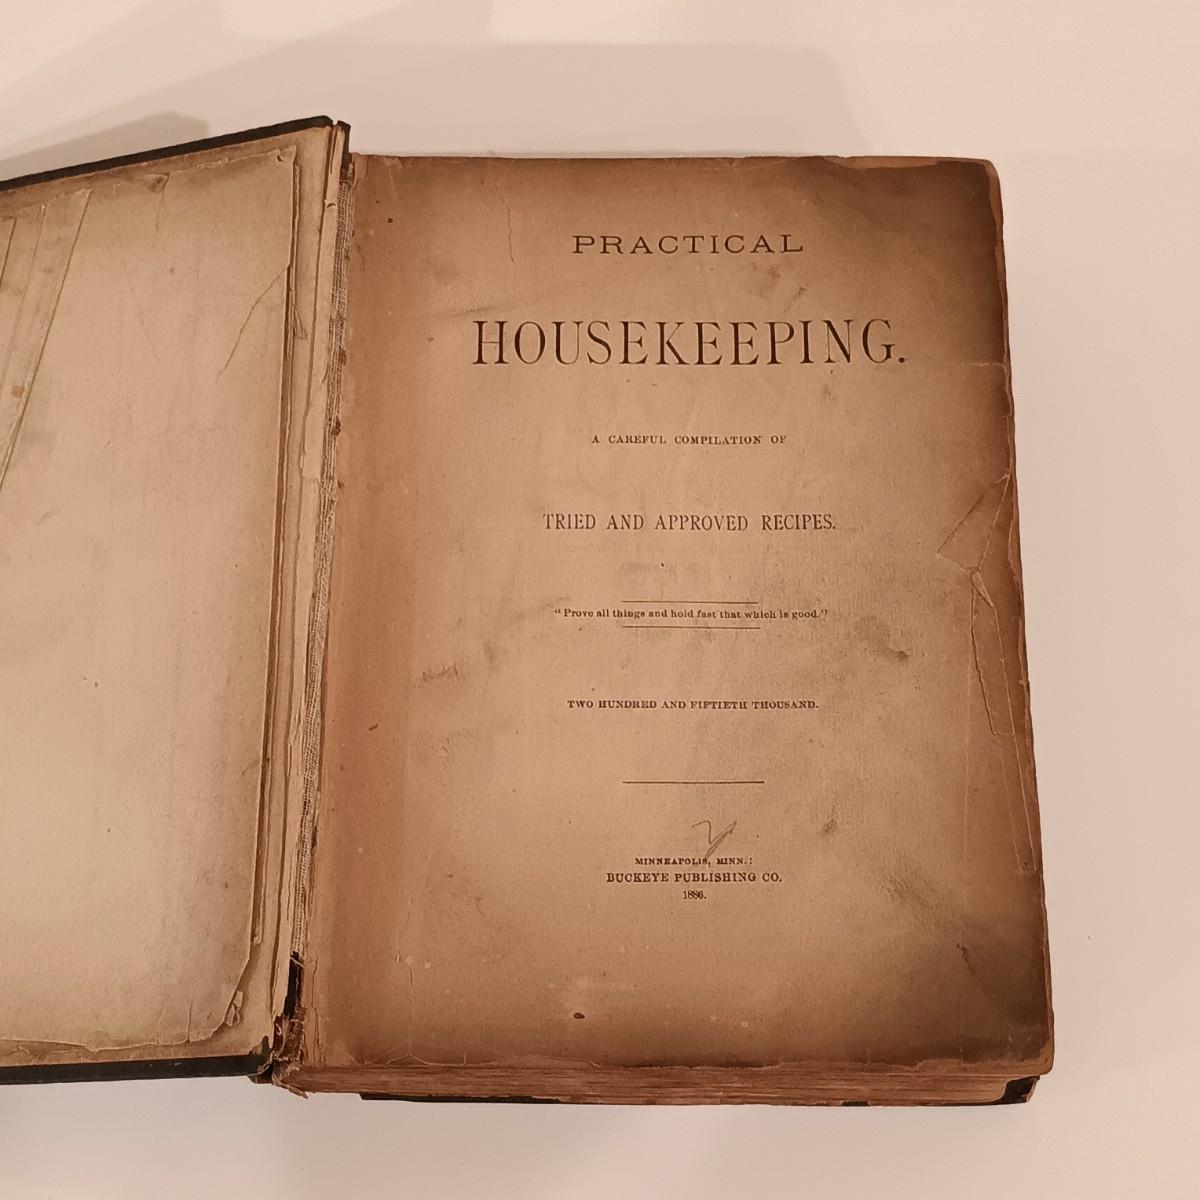 PRACTICAL
HOUSEKEEPING.
A CAREFUL COMPILATION OF
TRIED AND APPROVED RECIPES.
"Prove all things and hold fast that which is good."
TWO HUNDRED AND FIFTIETH THOUSAND.
MINNEAPOLIS, MINN.:
BUCKEYE PUBLISHING CO.
1886.